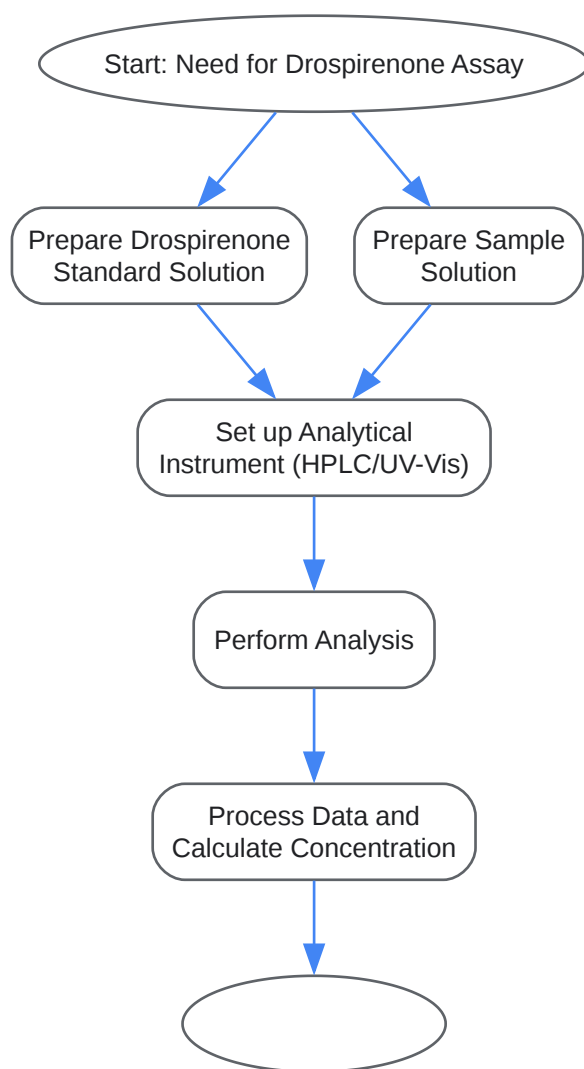 Start: Need for Drospirenone Assay
Prepare Drospirenone
Standard Solution
Prepare Sample
Solution
Set up Analytical
Instrument (HPLC/UV-Vis)
Perform Analysis
Process Data and
Calculate Concentration